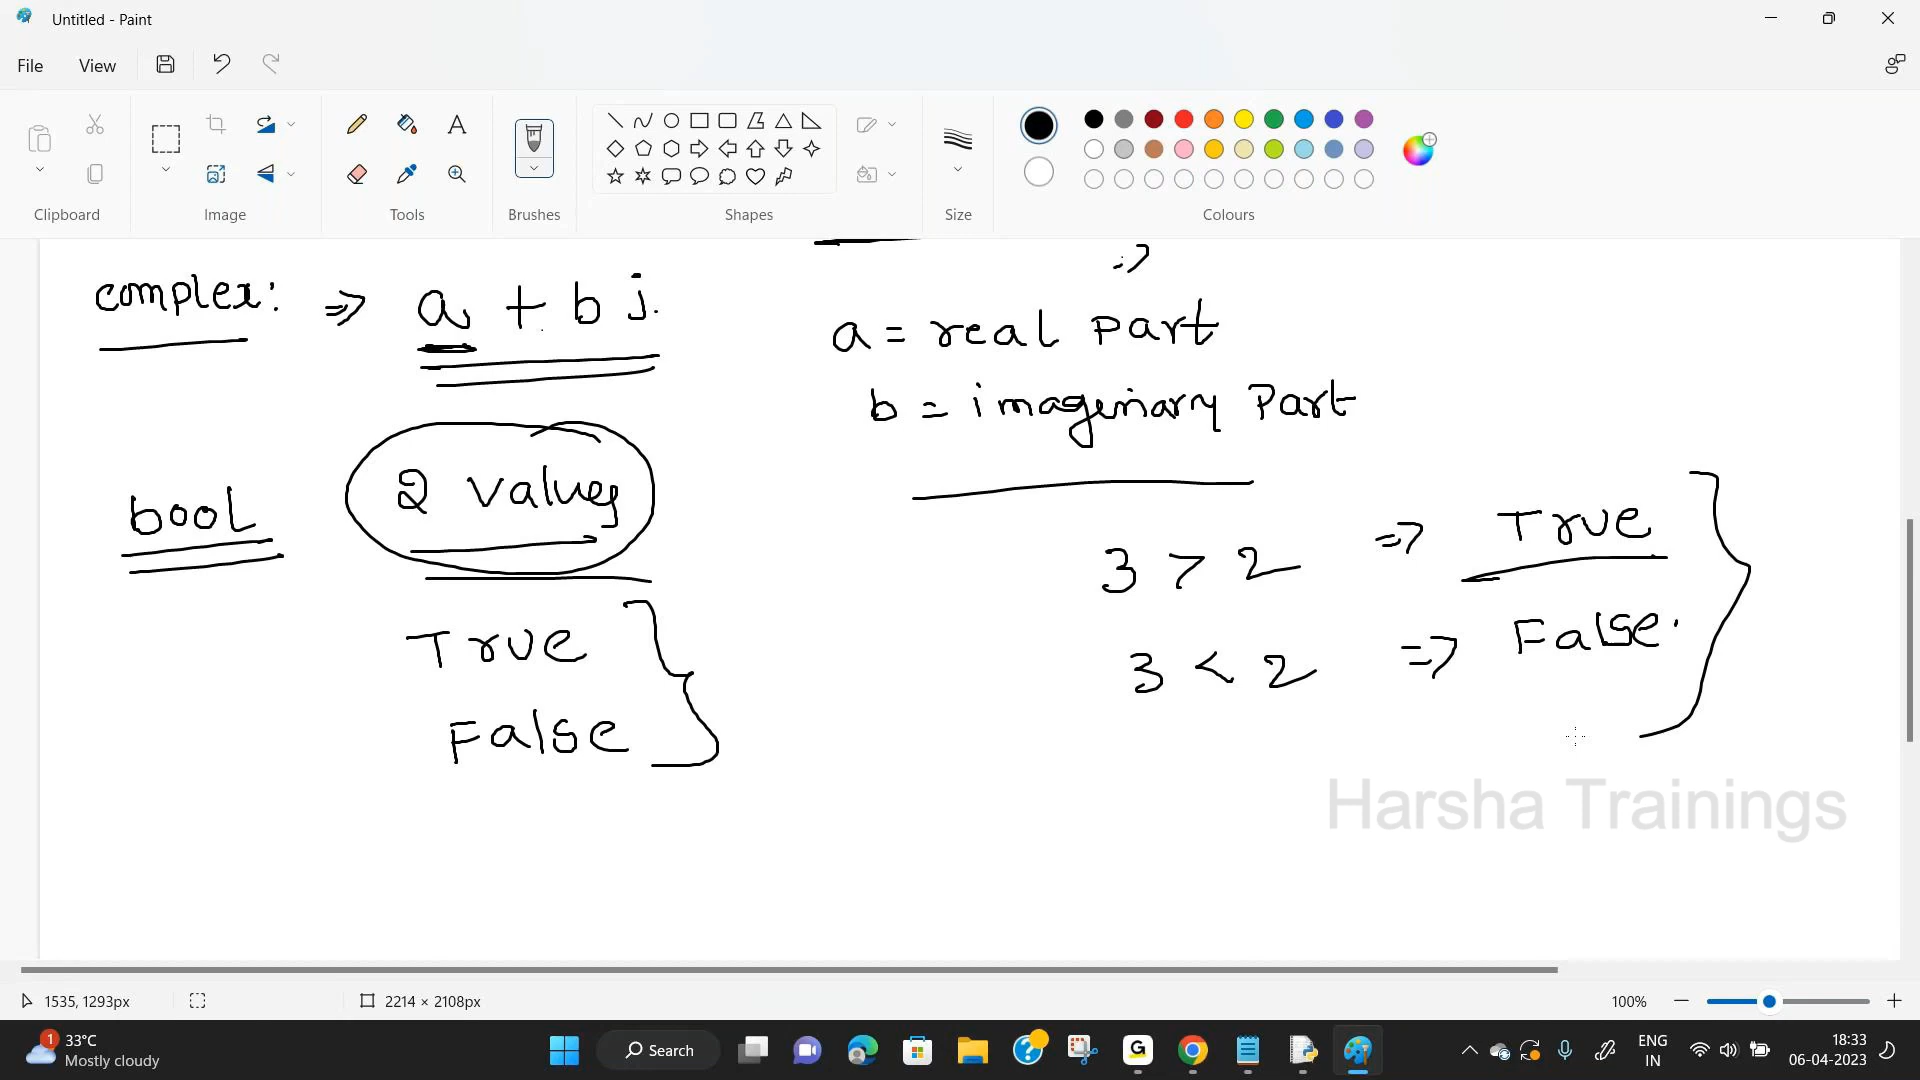 Untitled - Paint
File View
Clipboard Image Tools Brushes Shapes Size Colours
complex: => a + b j.
a = real part
b = imaginary Part
bool 2 values
True
False
3 > 2 => True
3 < 2 => False.
Harsha Trainings
1535, 1293px 2214 × 2108px 100%
1 33°C
Mostly cloudy
Search
ENG
IN
18:33
06-04-2023